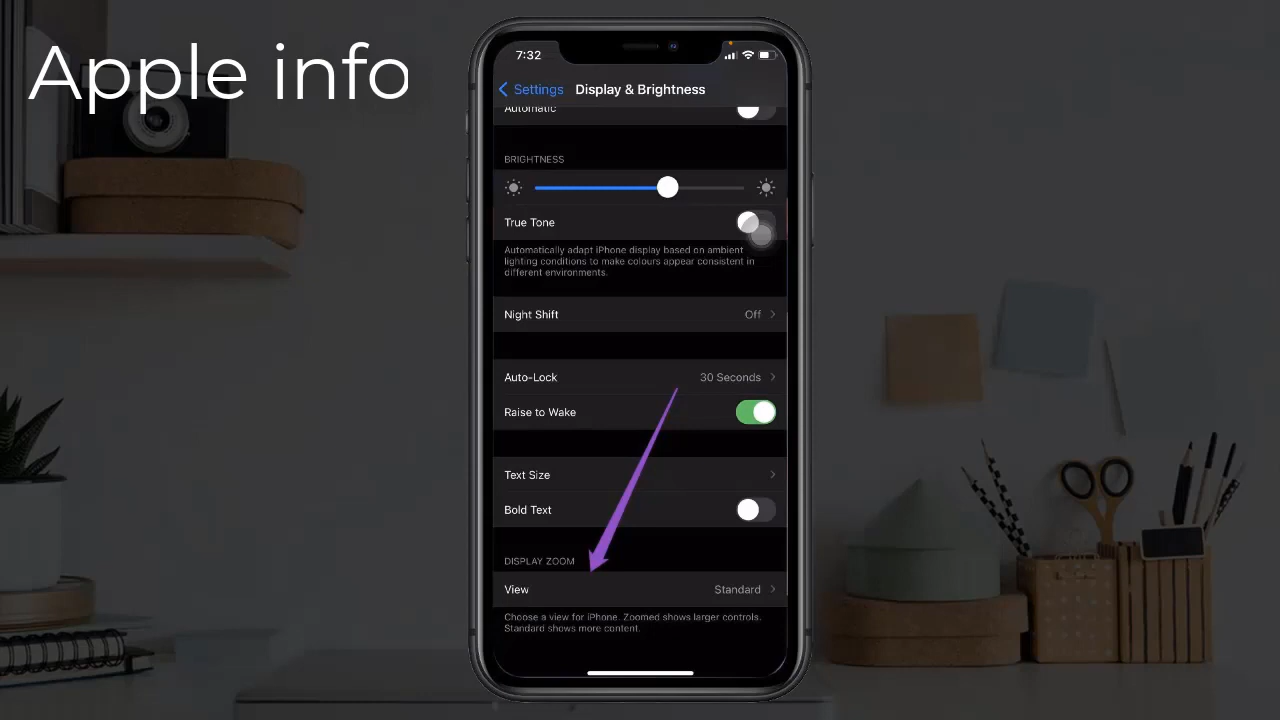 Apple info
7:32
Settings Display & Brightness
Automatic
BRIGHTNESS
True Tone
Automatically adapt iPhone display based on ambient
lighting conditions to make colours appear consistent in
different environments.
Night Shift Off
Auto-Lock 30 Seconds
Raise to Wake
Text Size
Bold Text
DISPLAY ZOOM
View Standard
Choose a view for iPhone. Zoomed shows larger controls.
Standard shows more content.